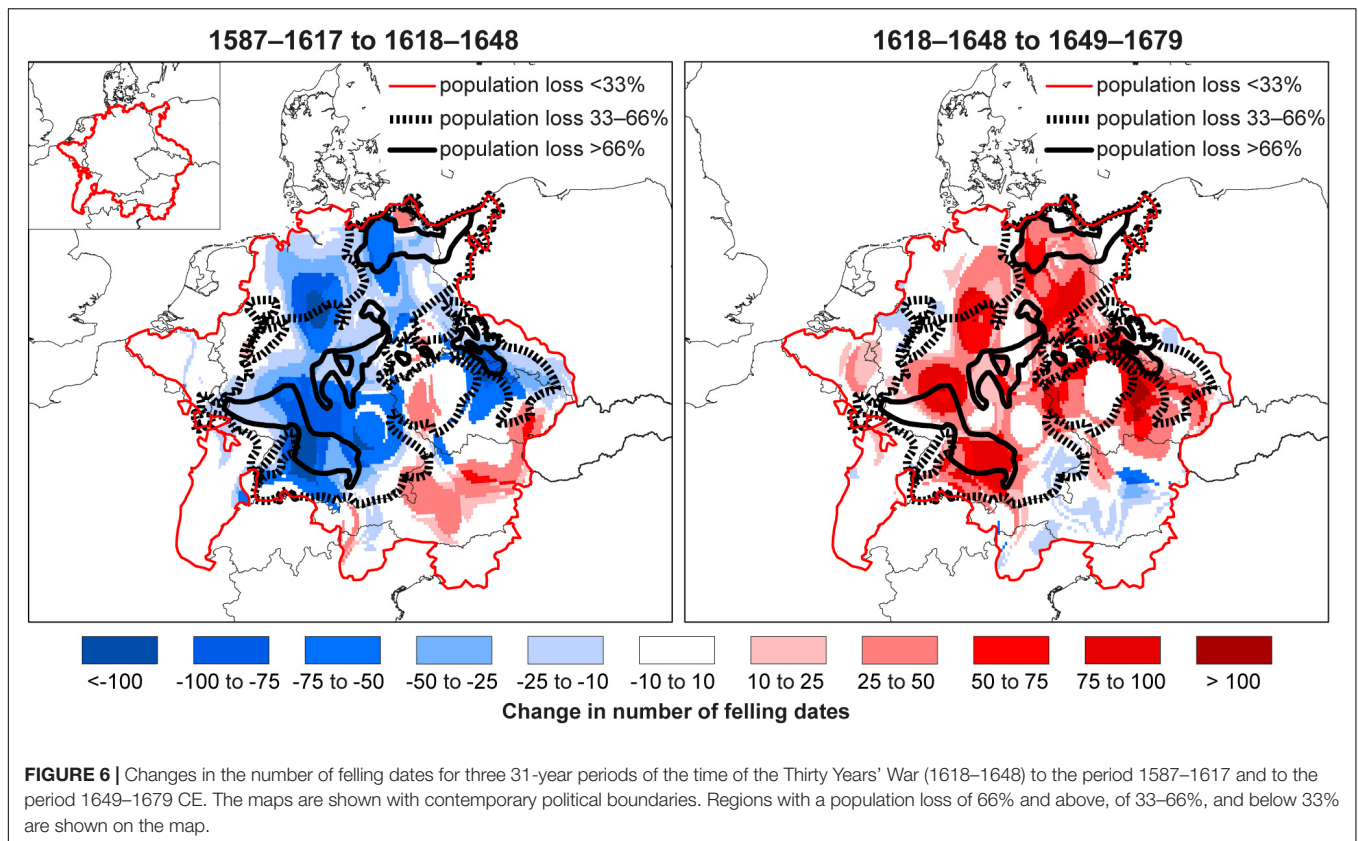 1587–1617 to 1618–1648
population loss <33%
population loss 33–66%
population loss >66%
1618–1648 to 1649–1679
population loss <33%
population loss 33–66%
population loss >66%
<-100 -100 to -75 -75 to -50 -50 to -25 -25 to -10 -10 to 10 10 to 25 25 to 50 50 to 75 75 to 100 > 100
Change in number of felling dates
FIGURE 6 | Changes in the number of felling dates for three 31-year periods of the time of the Thirty Years' War (1618–1648) to the period 1587–1617 and to the
period 1649–1679 CE. The maps are shown with contemporary political boundaries. Regions with a population loss of 66% and above, of 33–66%, and below 33%
are shown on the map.